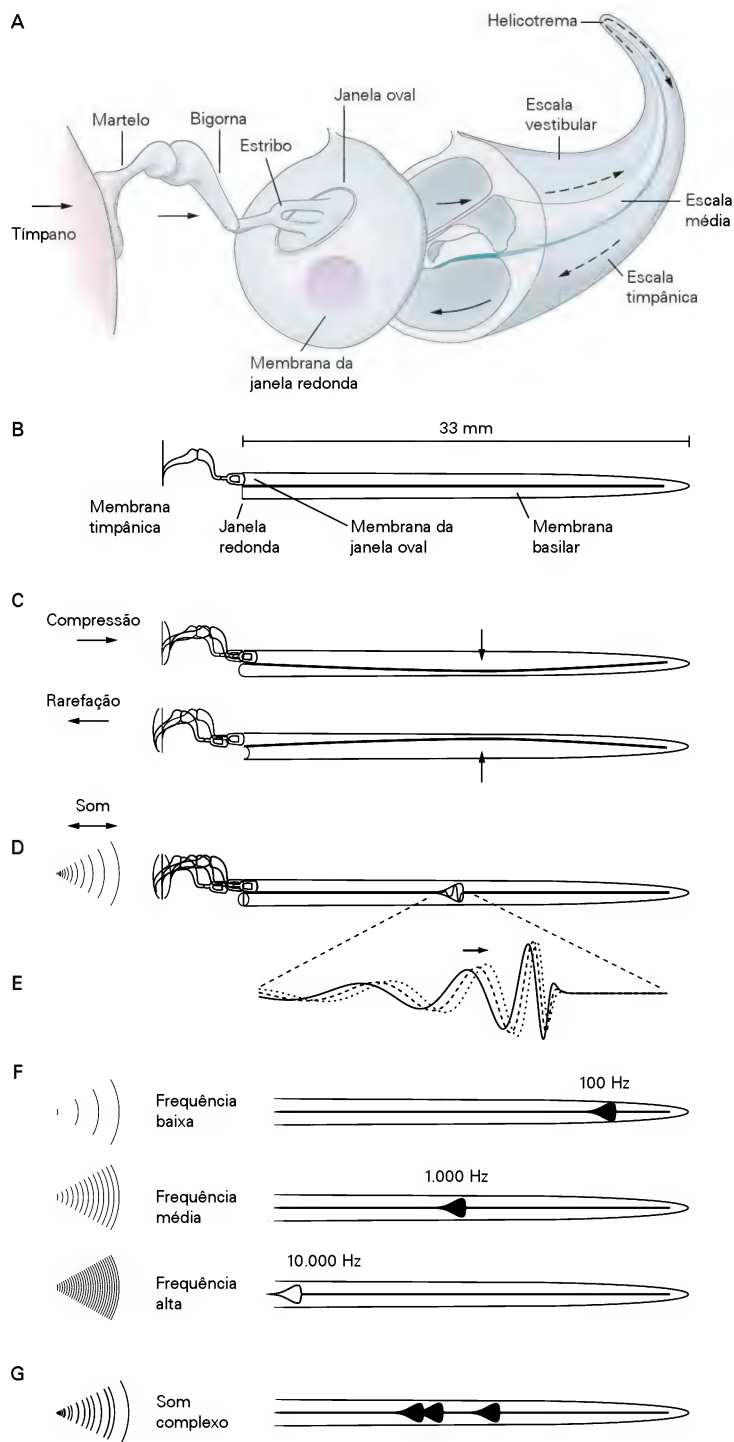 A
Helicotrema
Janela oval
Martelo
Bigorna
Estribo
Escala
vestibular
Escala
média
Tímpano
Escala
timpânica
Membrana da
janela redonda
B
33 mm
Membrana
timpânica
Janela
redonda
Membrana da
janela oval
Membrana
basilar
C
Compressão
Rarefação
Som
D
E
F
Frequência
baixa
100 Hz
Frequência
média
1.000 Hz
Frequência
alta
10.000 Hz
G
Som
complexo